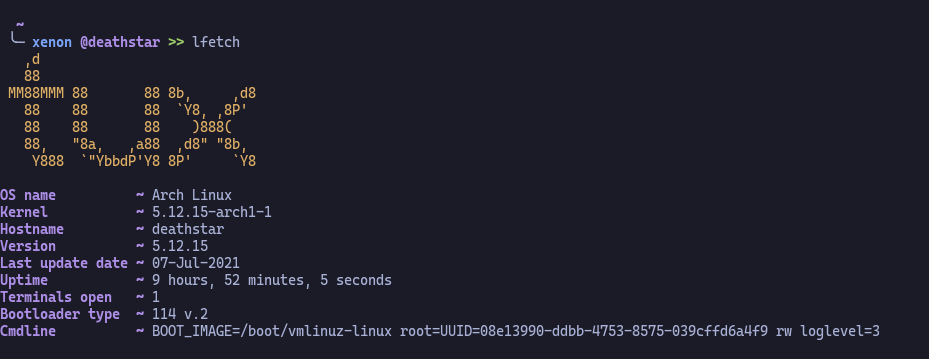 ~
╰─ xenon @deathstar >> lfetch
  ,d
  88
MM88MMM 88       88 8b,     ,d8
  88    88       88  `Y8, ,8P'
  88    88       88    )888(
  88,   "8a,   ,a88  ,d8" "8b,
   Y888  `"YbbdP'Y8 8P'     `Y8
OS name          ~ Arch Linux
Kernel           ~ 5.12.15-arch1-1
Hostname         ~ deathstar
Version          ~ 5.12.15
Last update date ~ 07-Jul-2021
Uptime           ~ 9 hours, 52 minutes, 5 seconds
Terminals open   ~ 1
Bootloader type  ~ 114 v.2
Cmdline          ~ BOOT_IMAGE=/boot/vmlinuz-linux root=UUID=08e13990-ddbb-4753-8575-039cffd6a4f9 rw loglevel=3